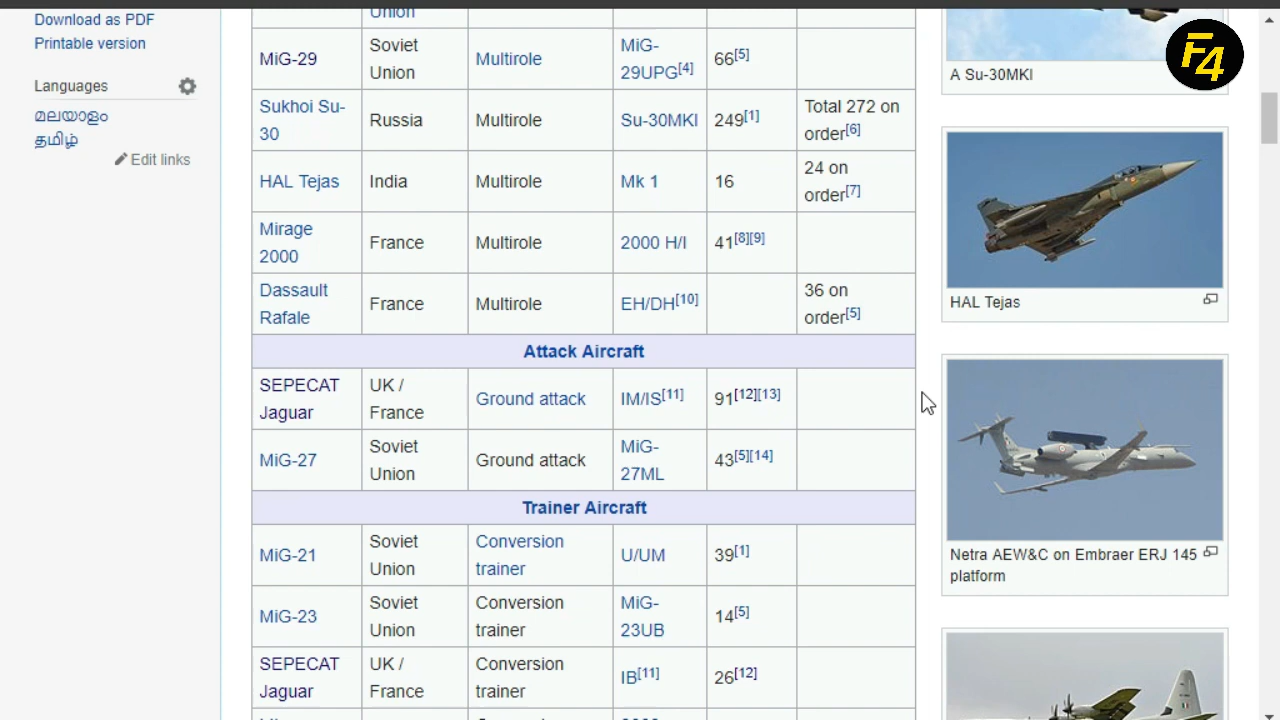 Download as PDF
Printable version
Languages
മലയാളം
தமிழ்
Edit links
Union
MiG-29 Soviet Union Multirole MiG-29UPG[4] 66[5]
Sukhoi Su-30 Russia Multirole Su-30MKI 249[1] Total 272 on order[6]
HAL Tejas India Multirole Mk 1 16 24 on order[7]
Mirage 2000 France Multirole 2000 H/I 41[8][9]
Dassault Rafale France Multirole EH/DH[10] 36 on order[5]
Attack Aircraft
SEPECAT Jaguar UK / France Ground attack IM/IS[11] 91[12][13]
MiG-27 Soviet Union Ground attack MiG-27ML 43[5][14]
Trainer Aircraft
MiG-21 Soviet Union Conversion trainer U/UM 39[1]
MiG-23 Soviet Union Conversion trainer MiG-23UB 14[5]
SEPECAT Jaguar UK / France Conversion trainer IB[11] 26[12]
A Su-30MKI
HAL Tejas
Netra AEW&C on Embraer ERJ 145
platform
F4